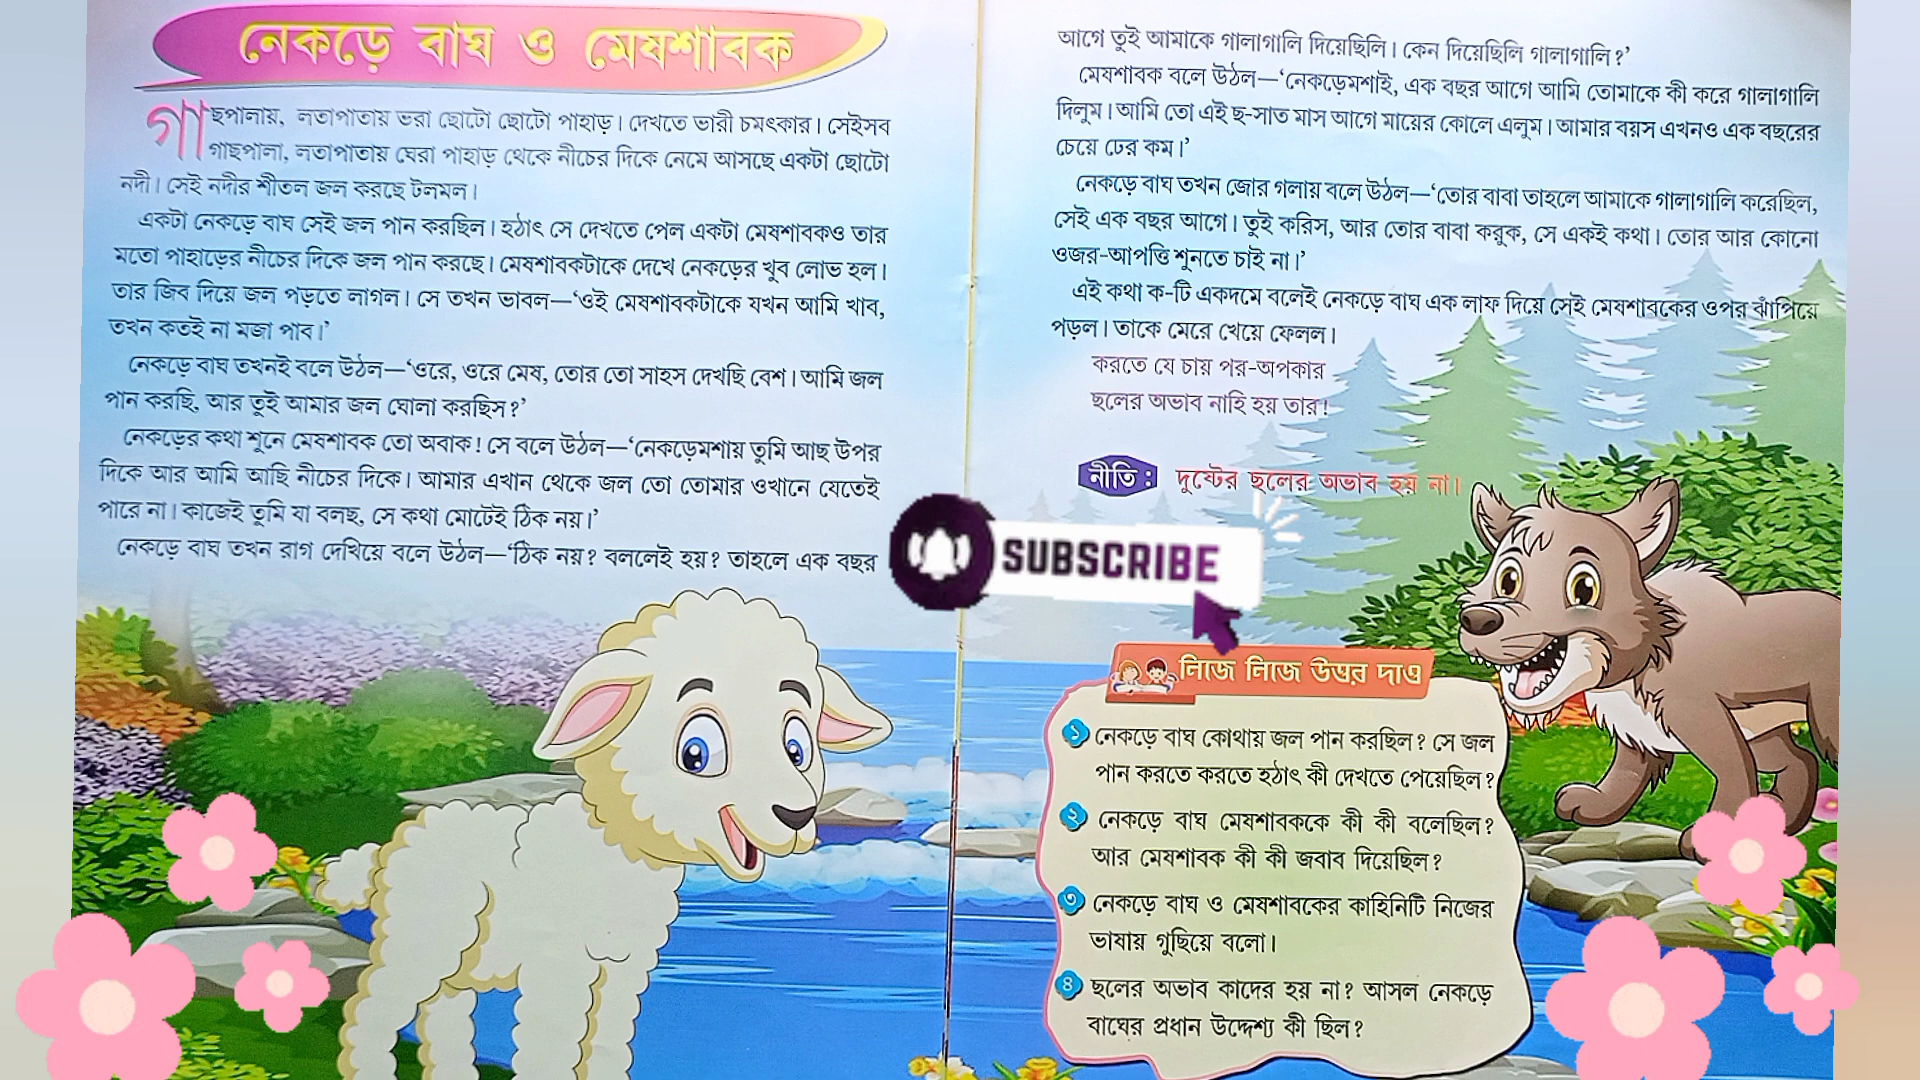 নেকড়ে বাঘ ও মেষশাবক
গাছপালায়, লতাপাতায় ভরা ছোটো ছোটো পাহাড়। দেখতে ভারী চমৎকার। সেইসব
গাছপালা, লতাপাতায় ঘেরা পাহাড় থেকে নীচের দিকে নেমে আসছে একটা ছোটো
নদী। সেই নদীর শীতল জল করছে টলমল।
একটা নেকড়ে বাঘ সেই জল পান করছিল। হঠাৎ সে দেখতে পেল একটা মেষশাবকও তার
মতো পাহাড়ের নীচের দিকে জল পান করছে। মেষশাবকটাকে দেখে নেকড়ের খুব লোভ হল।
তার জিব দিয়ে জল পড়তে লাগল। সে তখন ভাবল—‘ওই মেষশাবকটাকে যখন আমি খাব,
তখন কতই না মজা পাব।’
নেকড়ে বাঘ তখনই বলে উঠল—‘ওরে, ওরে মেষ, তোর তো সাহস দেখছি বেশ। আমি জল
পান করছি, আর তুই আমার জল ঘোলা করছিস?’
নেকড়ের কথা শুনে মেষশাবক তো অবাক! সে বলে উঠল—‘নেকড়েমশায় তুমি আছ উপর
দিকে আর আমি আছি নীচের দিকে। আমার এখান থেকে জল তো তোমার ওখানে যেতেই
পারে না। কাজেই তুমি যা বলছ, সে কথা মোটেই ঠিক নয়।’
নেকড়ে বাঘ তখন রাগ দেখিয়ে বলে উঠল—‘ঠিক নয়? বললেই হয়? তাহলে এক বছর
আগে তুই আমাকে গালাগালি দিয়েছিলি। কেন দিয়েছিলি গালাগালি?’
মেষশাবক বলে উঠল—‘নেকড়েমশাই, এক বছর আগে আমি তোমাকে কী করে গালাগালি
দিলুম। আমি তো এই ছ-সাত মাস আগে মায়ের কোলে এলুম। আমার বয়স এখনও এক বছরের
চেয়ে ঢের কম।’
নেকড়ে বাঘ তখন জোর গলায় বলে উঠল—‘তোর বাবা তাহলে আমাকে গালাগালি করেছিল,
সেই এক বছর আগে। তুই করিস, আর তোর বাবা করুক, সে একই কথা। তোর আর কোনো
ওজর-আপত্তি শুনতে চাই না।’
এই কথা ক-টি একদমে বলেই নেকড়ে বাঘ এক লাফ দিয়ে সেই মেষশাবকের ওপর ঝাঁপিয়ে
পড়ল। তাকে মেরে খেয়ে ফেলল।
করতে যে চায় পর-অপকার
ছলের অভাব নাহি হয় তার!
নীতি : দুষ্টের ছলের অভাব হয় না।
SUBSCRIBE
নিজে নিজে উত্তর দাও
১ নেকড়ে বাঘ কোথায় জল পান করছিল? সে জল
পান করতে করতে হঠাৎ কী দেখতে পেয়েছিল?
২ নেকড়ে বাঘ মেষশাবককে কী কী বলেছিল?
আর মেষশাবক কী কী জবাব দিয়েছিল?
৩ নেকড়ে বাঘ ও মেষশাবকের কাহিনিটি নিজের
ভাষায় গুছিয়ে বলো।
৪ ছলের অভাব কাদের হয় না? আসল নেকড়ে
বাঘের প্রধান উদ্দেশ্য কী ছিল?